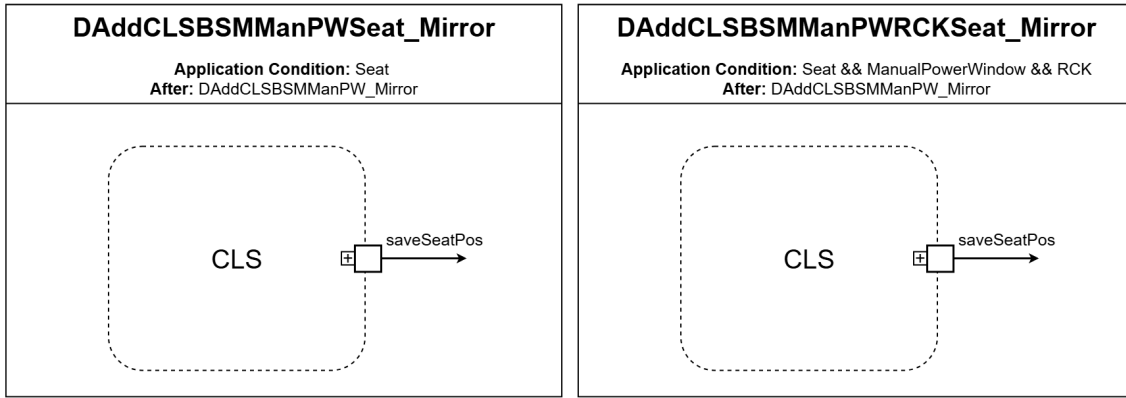 DAddCLSBSMManPWSeat_Mirror
Application Condition: Seat
After: DAddCLSBSMManPW_Mirror
CLS
+
saveSeatPos
DAddCLSBSMManPWRCKSeat_Mirror
Application Condition: Seat && ManualPowerWindow && RCK
After: DAddCLSBSMManPW_Mirror
CLS
+
saveSeatPos